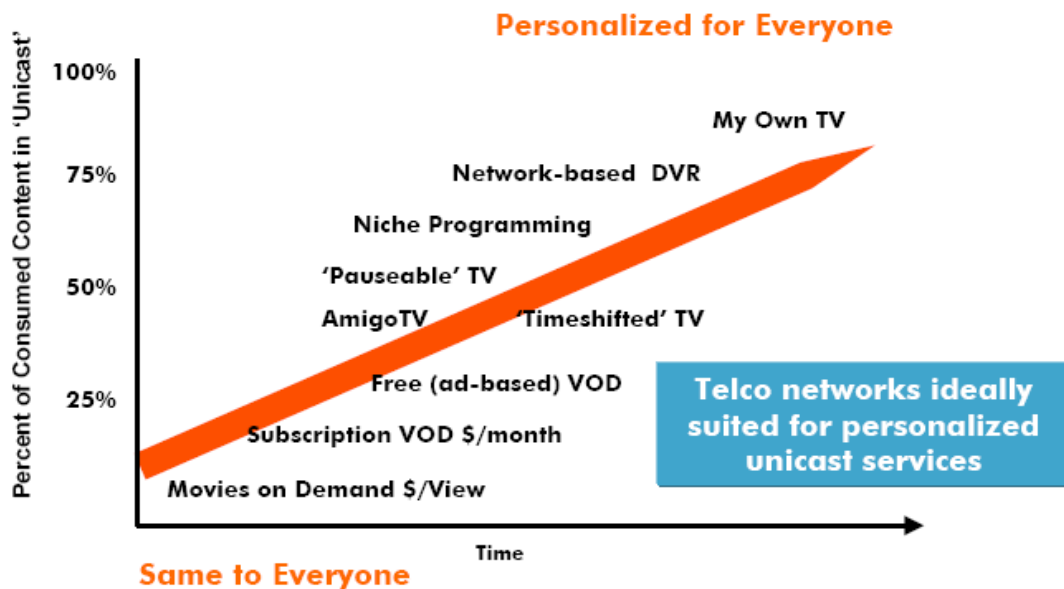 Personalized for Everyone
Percent of Consumed Content in 'Unicast'
100%
My Own TV
75%
Network-based DVR
Niche Programming
'Pauseable' TV
50%
AmigoTV
'Timeshifted' TV
Free (ad-based) VOD
25%
Telco networks ideally
suited for personalized
unicast services
Subscription VOD $/month
Movies on Demand $/View
Time
Same to Everyone